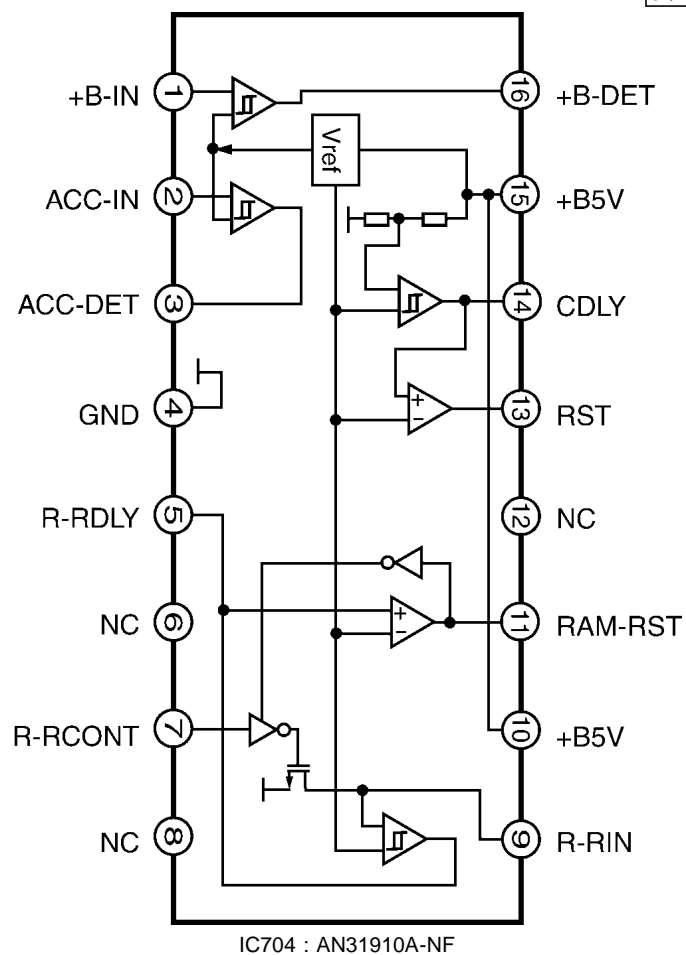 +B-IN 1 16 +B-DET
Vref
ACC-IN 2 15 +B5V
ACC-DET 3 14 CDLY
GND 4 13 RST
+
−
R-RDLY 5 12 NC
NC 6 11 RAM-RST
+
−
R-RCONT 7 10 +B5V
NC 8 9 R-RIN
IC704 : AN31910A-NF